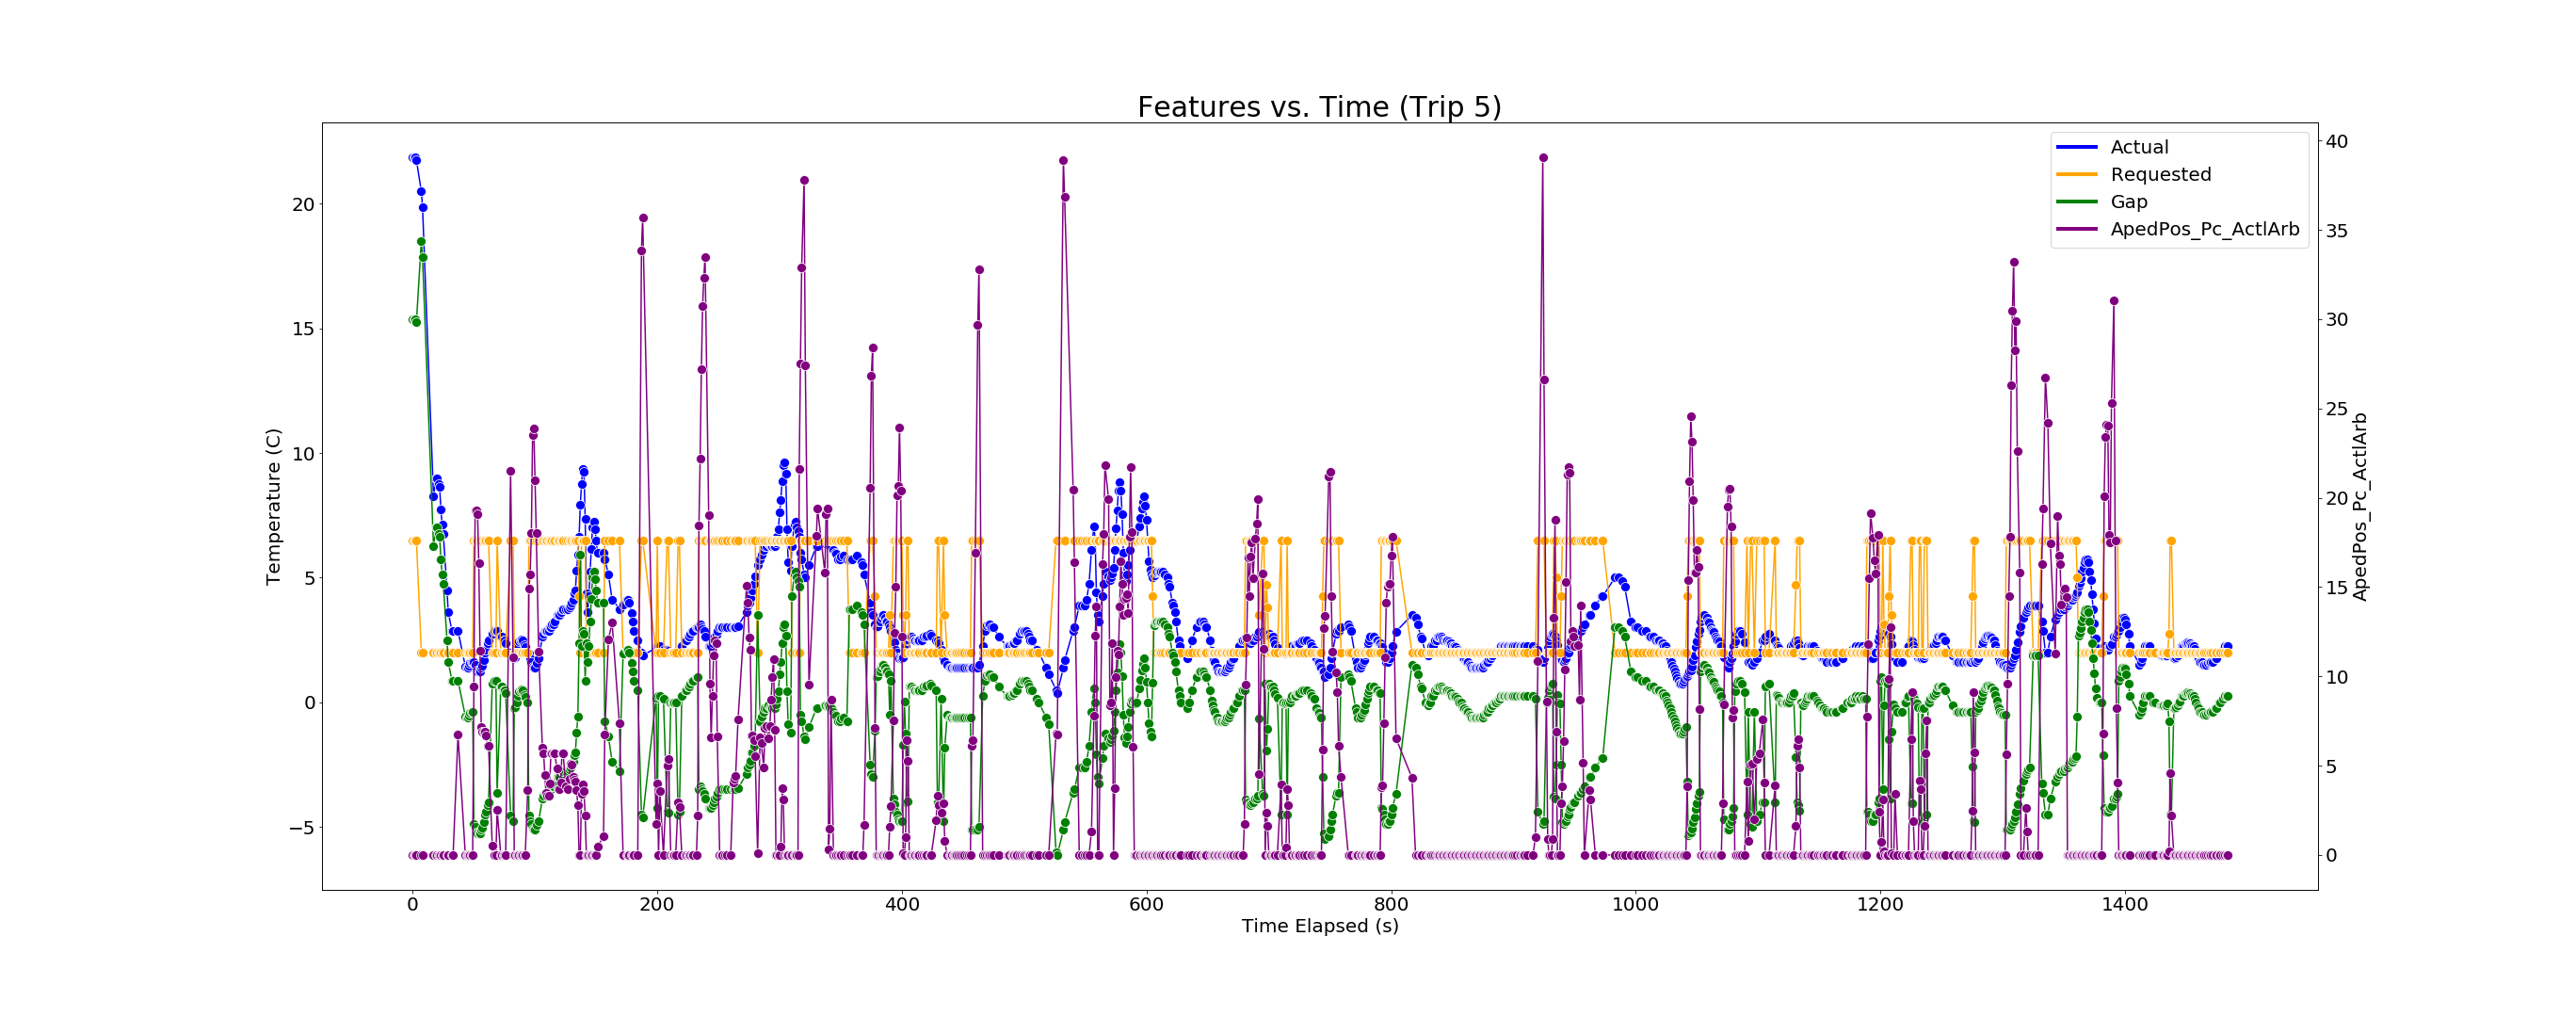 Features vs. Time (Trip 5)
Actual
Requested
Gap
ApedPos_Pc_ActlArb
Temperature (C)
20
15
10
5
0
−5
40
35
30
25
20
15
10
5
0
ApedPos_Pc_ActlArb
0 200 400 600 800 1000 1200 1400
Time Elapsed (s)